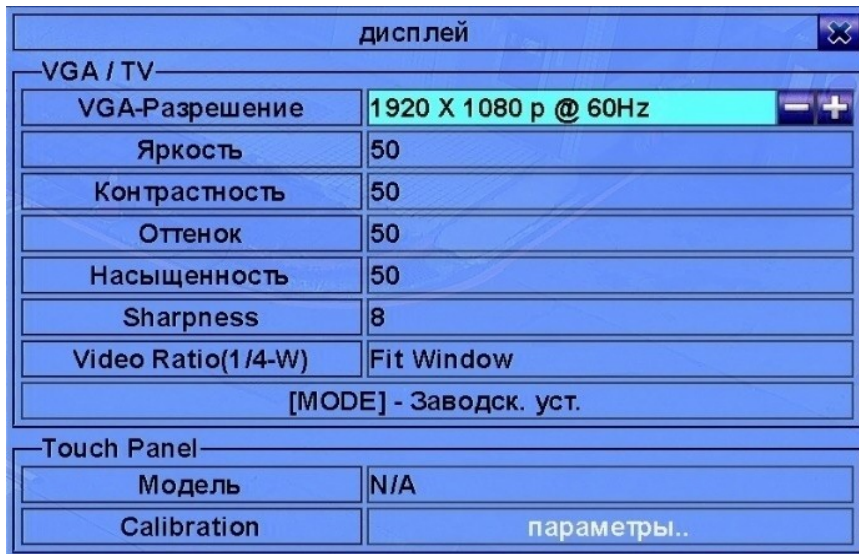 дисплей
VGA / TV
VGA-Разрешение 1920 X 1080 p @ 60Hz
Яркость 50
Контрастность 50
Оттенок 50
Насыщенность 50
Sharpness 8
Video Ratio(1/4-W) Fit Window
[MODE] - Заводск. уст.
Touch Panel
Модель N/A
Calibration параметры..